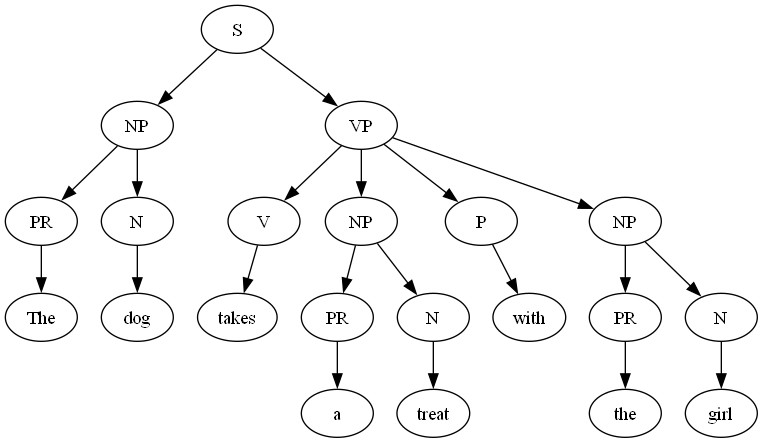 S
NP VP
PR N V NP P NP
The dog takes PR N with PR N
a treat the girl